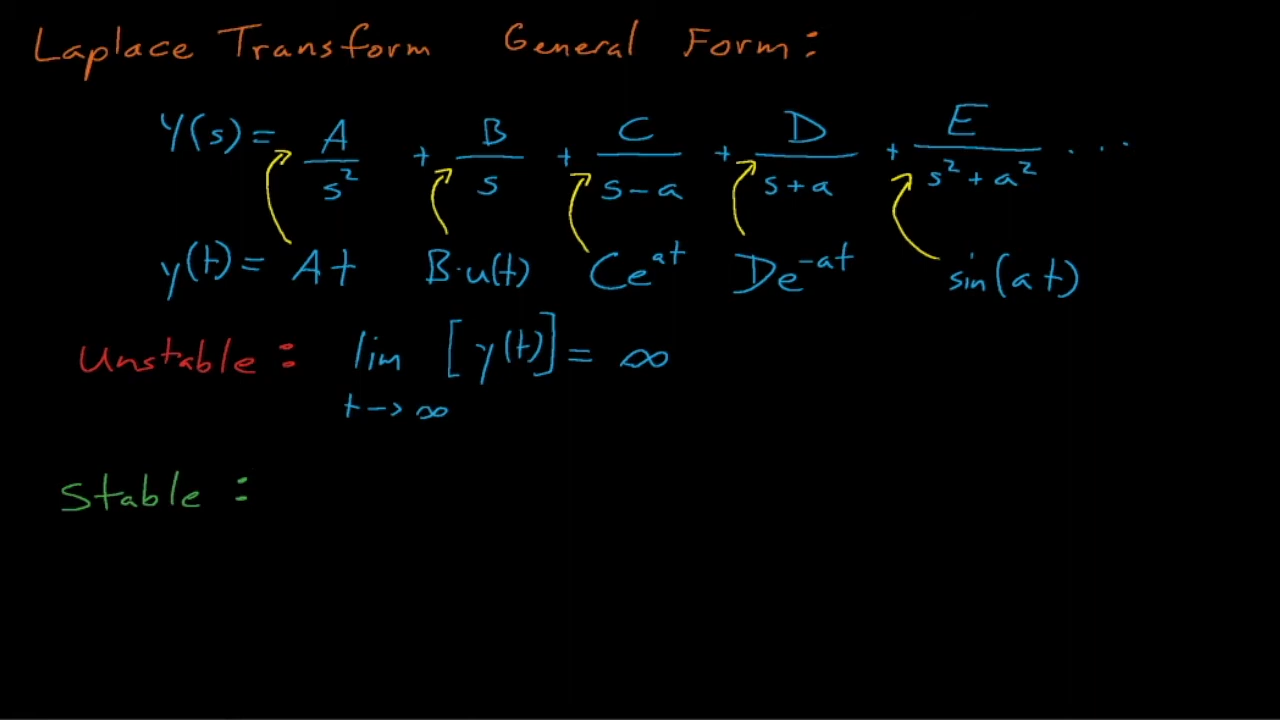 Laplace Transform General Form:
Y(s) = A/s² + B/s + C/(s-a) + D/(s+a) + E/(s²+a²) ...
y(t) = At B·u(t) Ce^at De^-at sin(at)
Unstable: lim [y(t)] = ∞
t→∞
Stable: